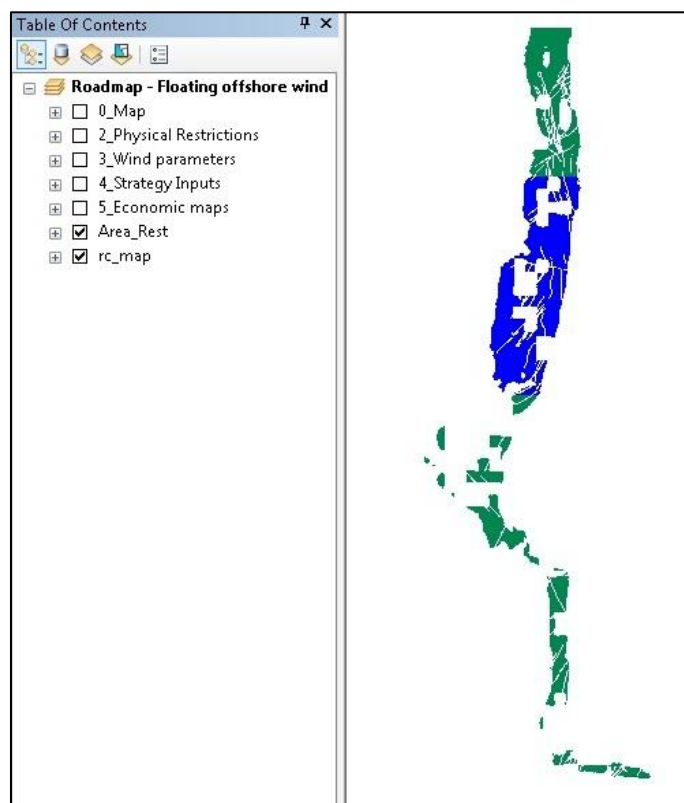 Table Of Contents
Roadmap - Floating offshore wind
0_Map
2_Physical Restrictions
3_Wind parameters
4_Strategy Inputs
5_Economic maps
Area_Rest
rc_map